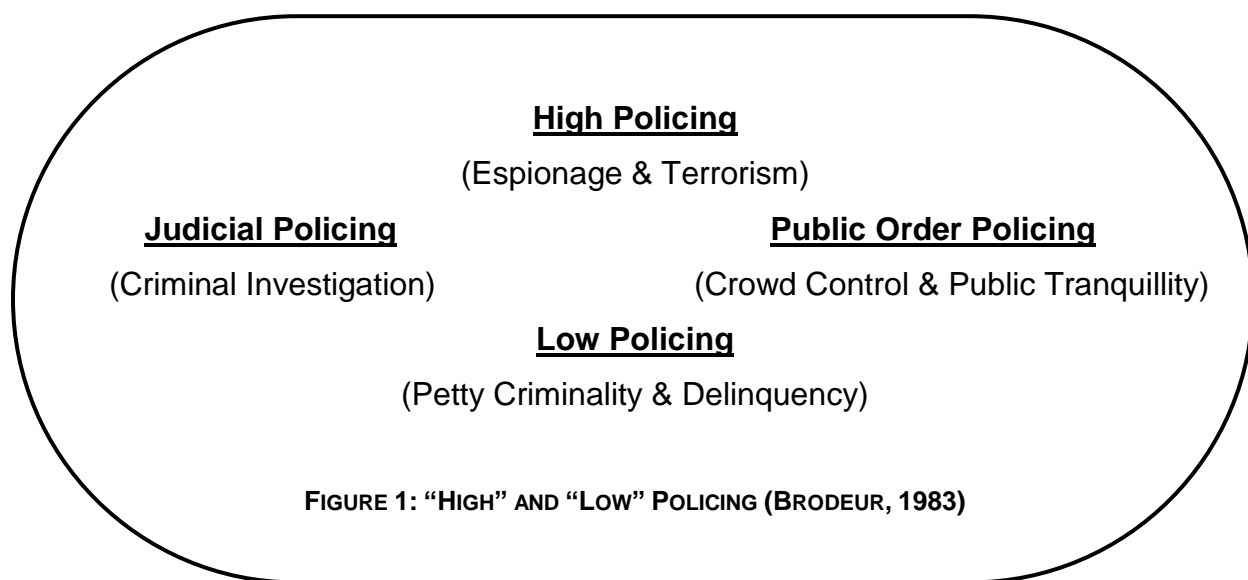 High Policing
(Espionage & Terrorism)
Judicial Policing
(Criminal Investigation)
Public Order Policing
(Crowd Control & Public Tranquillity)
Low Policing
(Petty Criminality & Delinquency)
FIGURE 1: “HIGH” AND “LOW” POLICING (BRODEUR, 1983)